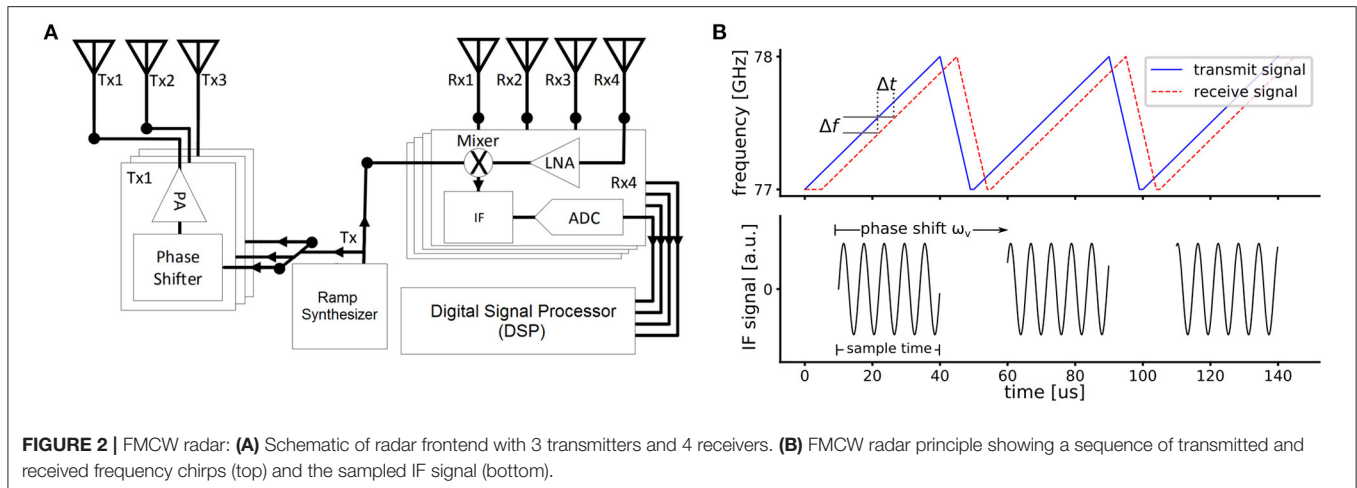 A
Tx1
Tx2
Tx3
Rx1
Rx2
Rx3
Rx4
Tx1
PA
Phase
Shifter
Tx
Ramp
Synthesizer
Mixer
LNA
Rx4
IF
ADC
Digital Signal Processor
(DSP)
B
frequency [GHz]
78
77
Δt
Δf
transmit signal
receive signal
IF signal [a.u.]
0
phase shift ωᵥ
sample time
0 20 40 60 80 100 120 140
time [us]
FIGURE 2 | FMCW radar: (A) Schematic of radar frontend with 3 transmitters and 4 receivers. (B) FMCW radar principle showing a sequence of transmitted and
received frequency chirps (top) and the sampled IF signal (bottom).